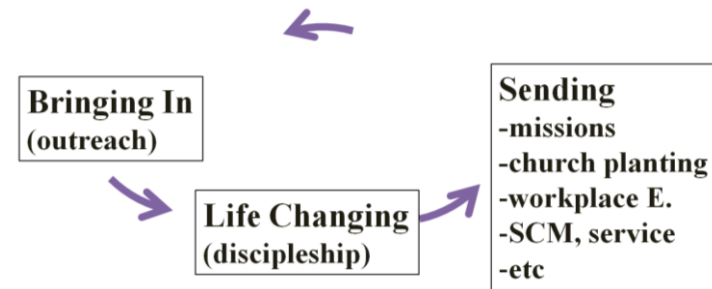 Bringing In
(outreach)
Life Changing
(discipleship)
Sending
-missions
-church planting
-workplace E.
-SCM, service
-etc